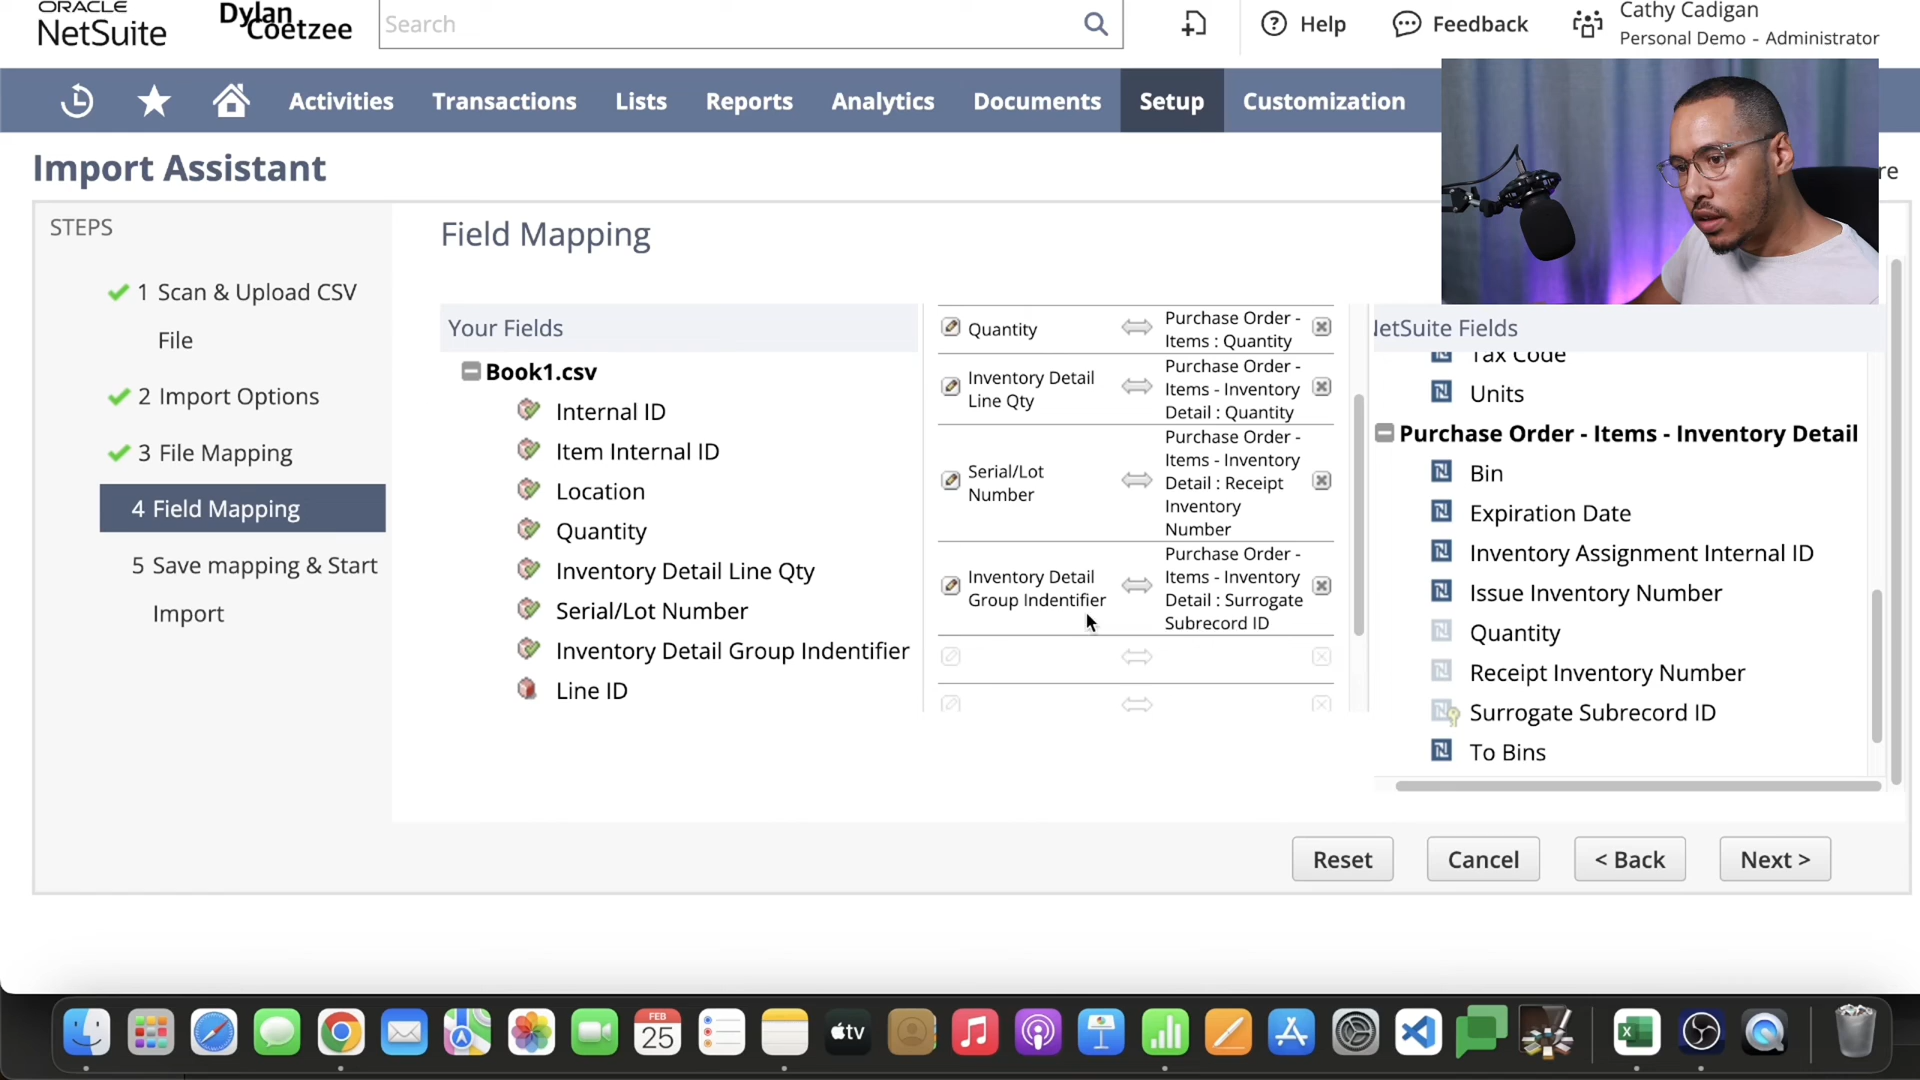 ORACLE
NetSuite
Dylan
Coetzee
Search
Help
Feedback
Cathy Cadigan
Personal Demo - Administrator
Activities
Transactions
Lists
Reports
Analytics
Documents
Setup
Customization
Import Assistant
re
STEPS
1 Scan & Upload CSV
File
2 Import Options
3 File Mapping
4 Field Mapping
5 Save mapping & Start
Import
Field Mapping
Your Fields
Book1.csv
Internal ID
Item Internal ID
Location
Quantity
Inventory Detail Line Qty
Serial/Lot Number
Inventory Detail Group Indentifier
Line ID
Quantity
Purchase Order -
Items : Quantity
Inventory Detail
Line Qty
Purchase Order -
Items - Inventory
Detail : Quantity
Serial/Lot
Number
Purchase Order -
Items - Inventory
Detail : Receipt
Inventory
Number
Inventory Detail
Group Indentifier
Purchase Order -
Items - Inventory
Detail : Surrogate
Subrecord ID
NetSuite Fields
Tax Code
Units
Purchase Order - Items - Inventory Detail
Bin
Expiration Date
Inventory Assignment Internal ID
Issue Inventory Number
Quantity
Receipt Inventory Number
Surrogate Subrecord ID
To Bins
Reset
Cancel
< Back
Next >
FEB
25
tv